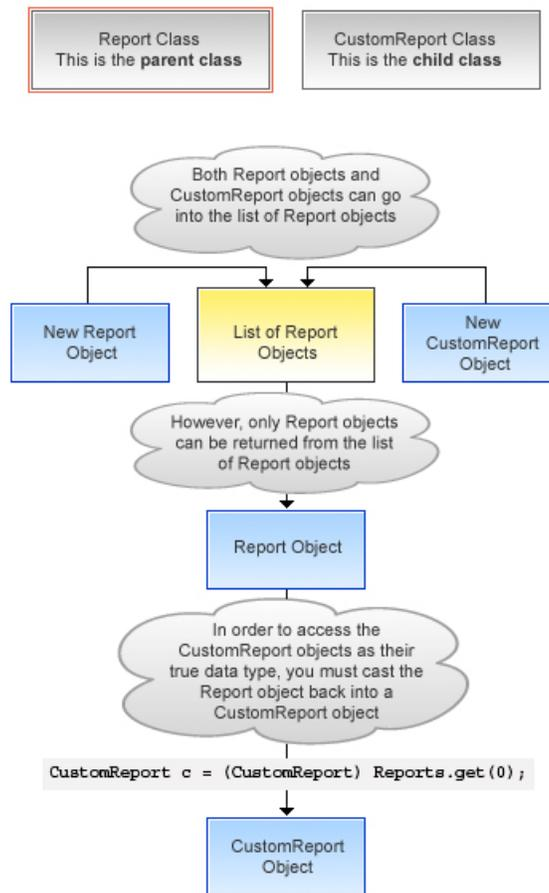 Report Class
This is the parent class
CustomReport Class
This is the child class
Both Report objects and
CustomReport objects can go
into the list of Report objects
New Report
Object
List of Report
Objects
New
CustomReport
Object
However, only Report objects
can be returned from the list
of Report objects
Report Object
In order to access the
CustomReport objects as their
true data type, you must cast the
Report object back into a
CustomReport object
CustomReport c = (CustomReport) Reports.get(0);
CustomReport
Object